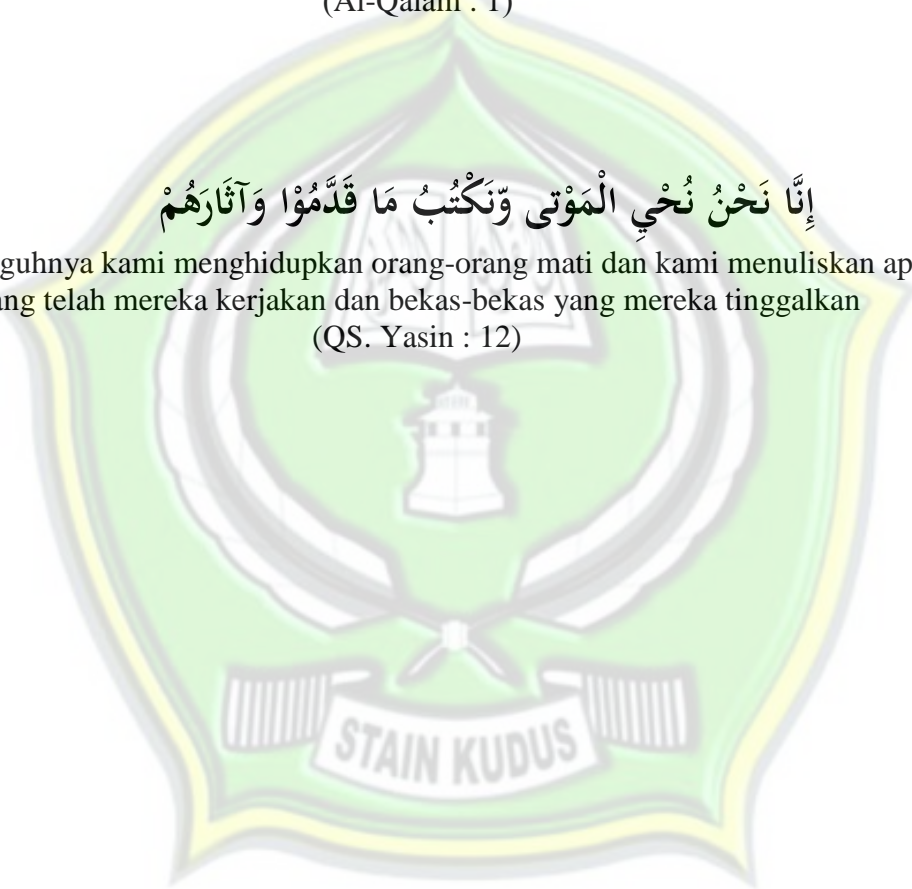 (Al-Qalam : 1)
إِنَّا نَحْنُ نُحْيِ الْمَوْتى وَّنَكْتُبُ مَا قَدَّمُوْا وَآثَارَهُمْ
guhnya kami menghidupkan orang-orang mati dan kami menuliskan ap
ang telah mereka kerjakan dan bekas-bekas yang mereka tinggalkan
(QS. Yasin : 12)
STAIN KUDUS